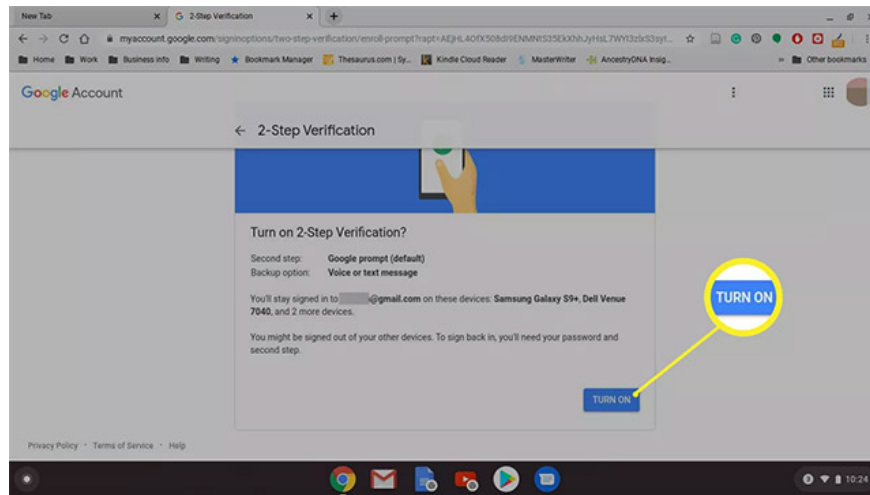 New Tab
2-Step Verification
myaccount.google.com/signinoptions/two-step-verification/enroll-prompt?rapt=
Home Work Business info Writing Bookmark Manager Thesaurus.com | Sy... Kindle Cloud Reader MasterWriter AncestryDNA Insig... » Other bookmarks
Google Account
2-Step Verification
Turn on 2-Step Verification?
Second step: Google prompt (default)
Backup option: Voice or text message
You'll stay signed in to @gmail.com on these devices: Samsung Galaxy S9+, Dell Venue
7040, and 2 more devices.
You might be signed out of your other devices. To sign back in, you'll need your password and
second step.
TURN ON
TURN ON
Privacy Policy · Terms of Service · Help
10:24